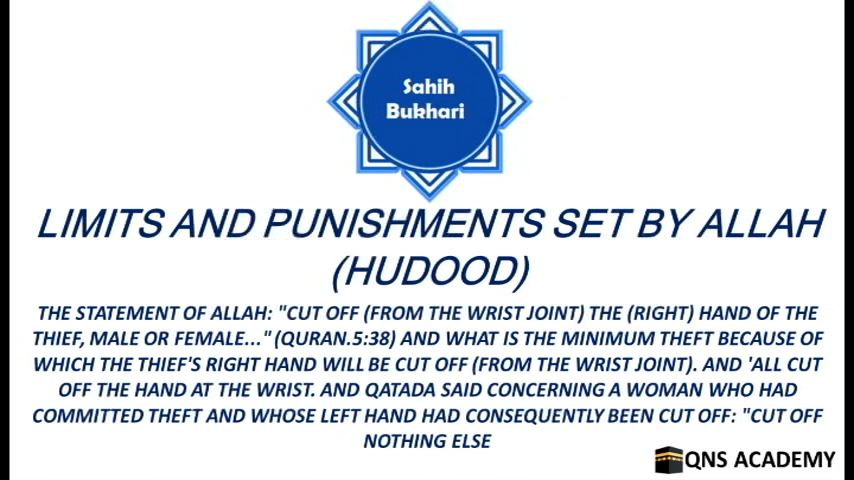 Sahih
Bukhari
LIMITS AND PUNISHMENTS SET BY ALLAH
(HUDOOD)
THE STATEMENT OF ALLAH: "CUT OFF (FROM THE WRIST JOINT) THE (RIGHT) HAND OF THE
THIEF, MALE OR FEMALE..." (QURAN.5:38) AND WHAT IS THE MINIMUM THEFT BECAUSE OF
WHICH THE THIEF'S RIGHT HAND WILL BE CUT OFF (FROM THE WRIST JOINT). AND 'ALL CUT
OFF THE HAND AT THE WRIST. AND QATADA SAID CONCERNING A WOMAN WHO HAD
COMMITTED THEFT AND WHOSE LEFT HAND HAD CONSEQUENTLY BEEN CUT OFF: "CUT OFF
NOTHING ELSE
QNS ACADEMY